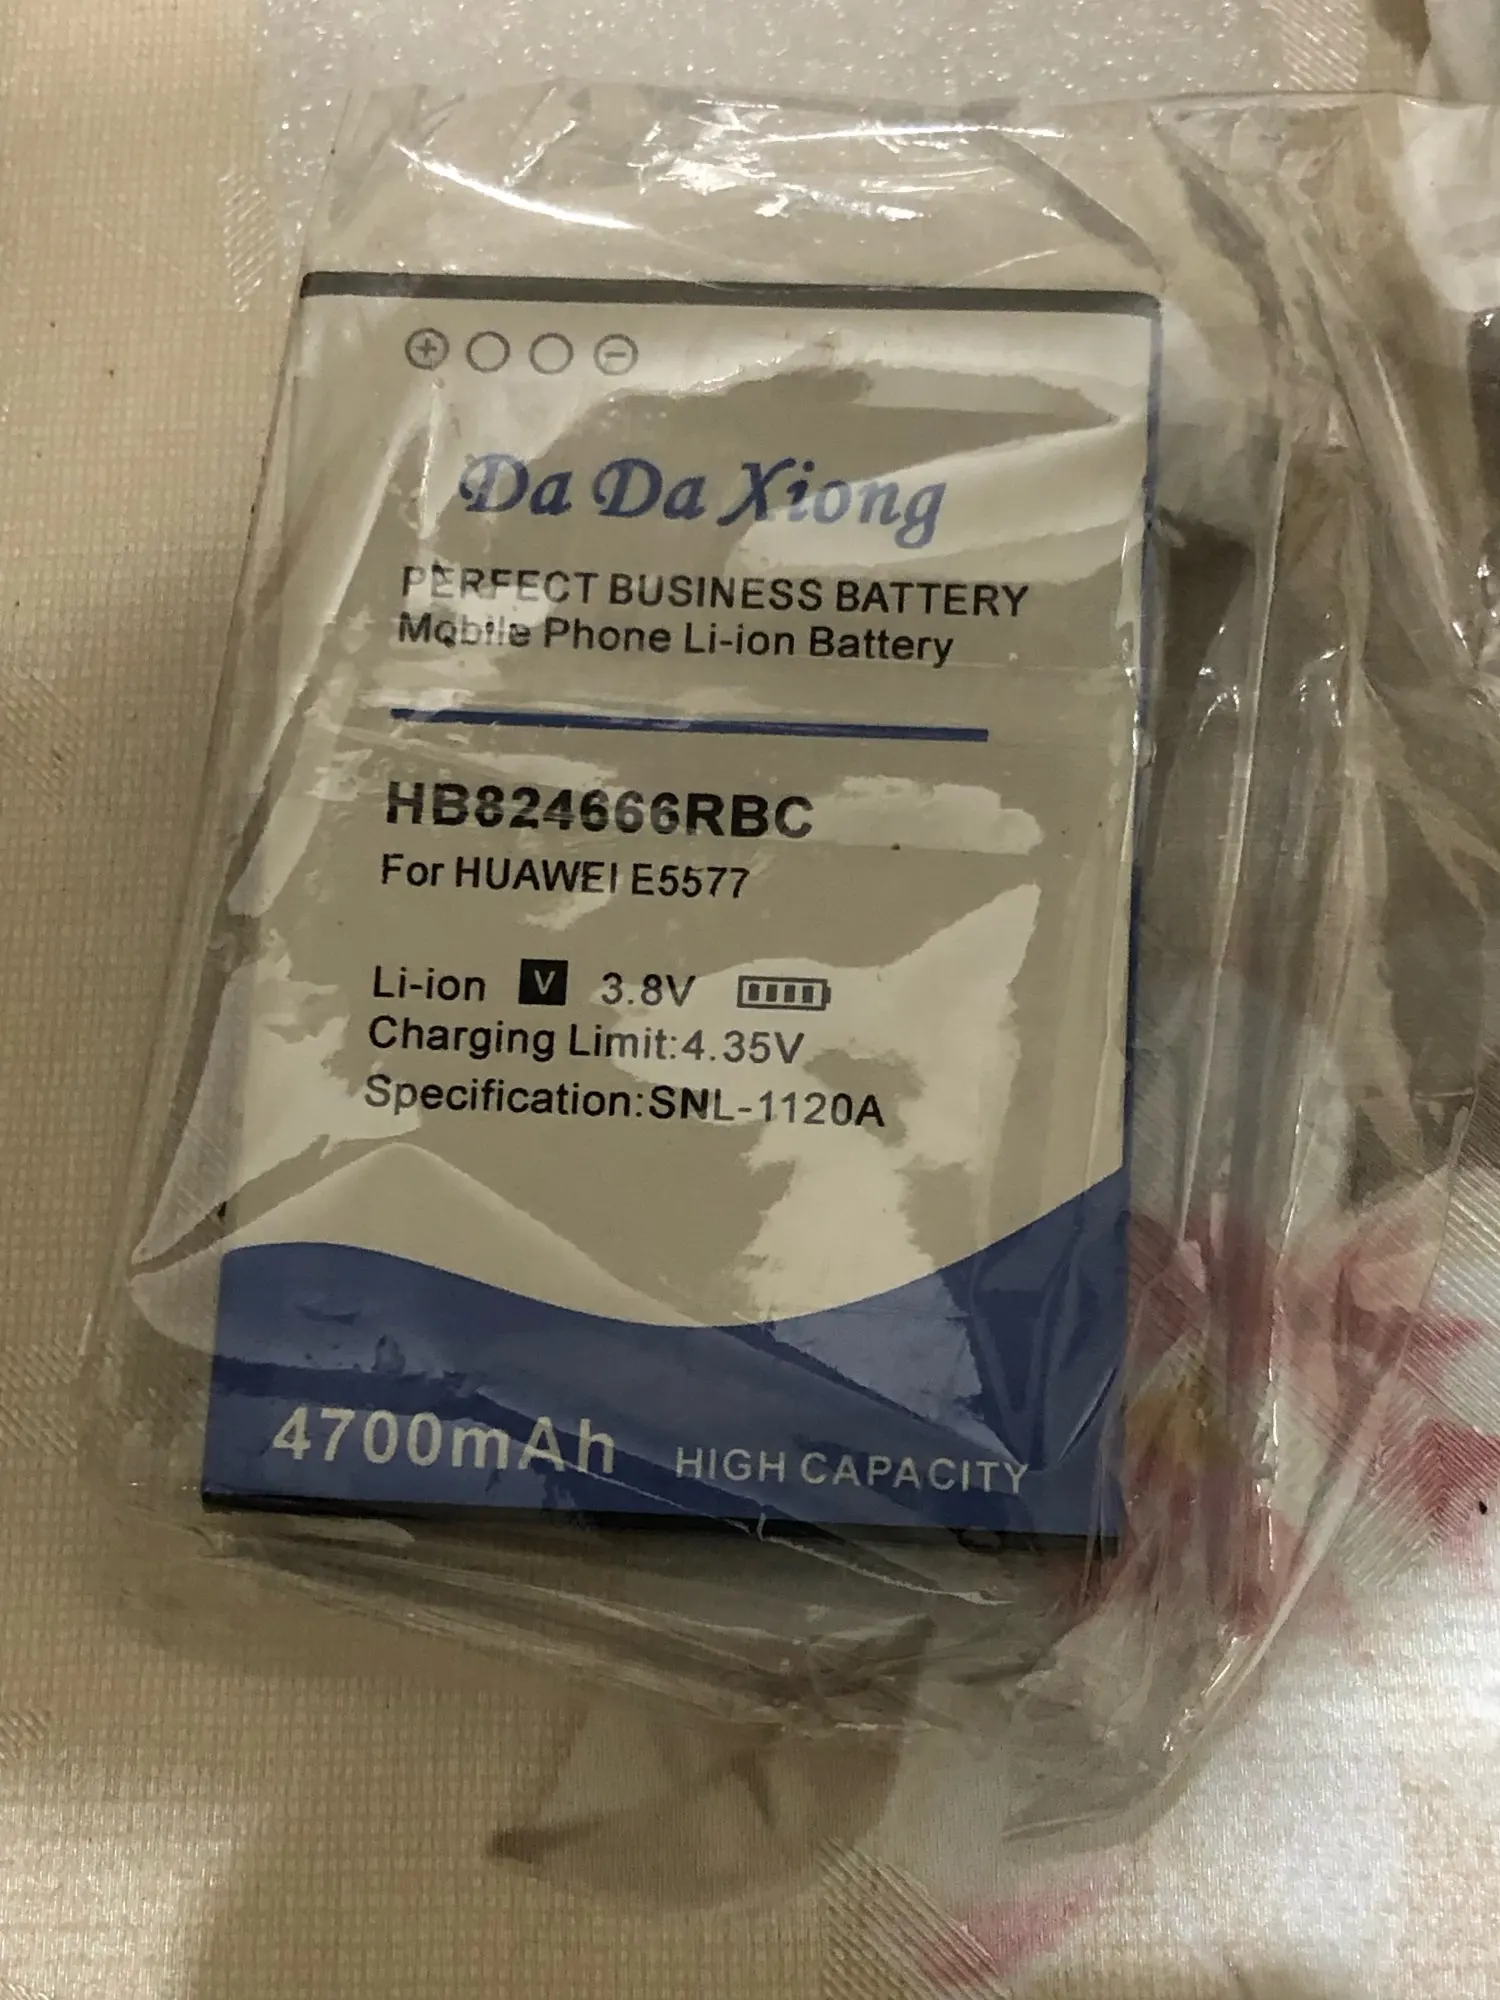 Da Da Xiong
PERFECT BUSINESS BATTERY
Mobile Phone Li-ion Battery
HB824666RBC
For HUAWEI E5577
Li-ion V 3.8V
Charging Limit:4.35V
Specification:SNL-1120A
4700mAh HIGH CAPACITY